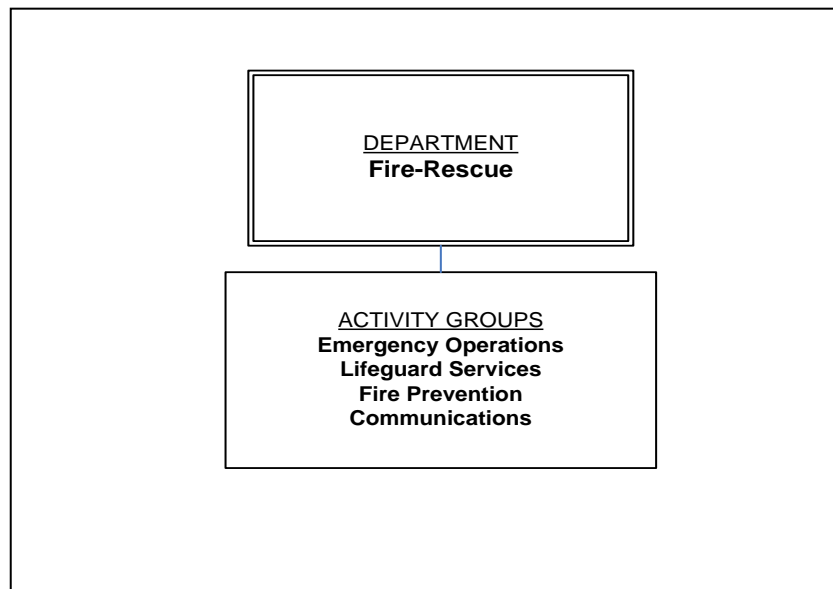 DEPARTMENT
Fire-Rescue
ACTIVITY GROUPS
Emergency Operations
Lifeguard Services
Fire Prevention
Communications